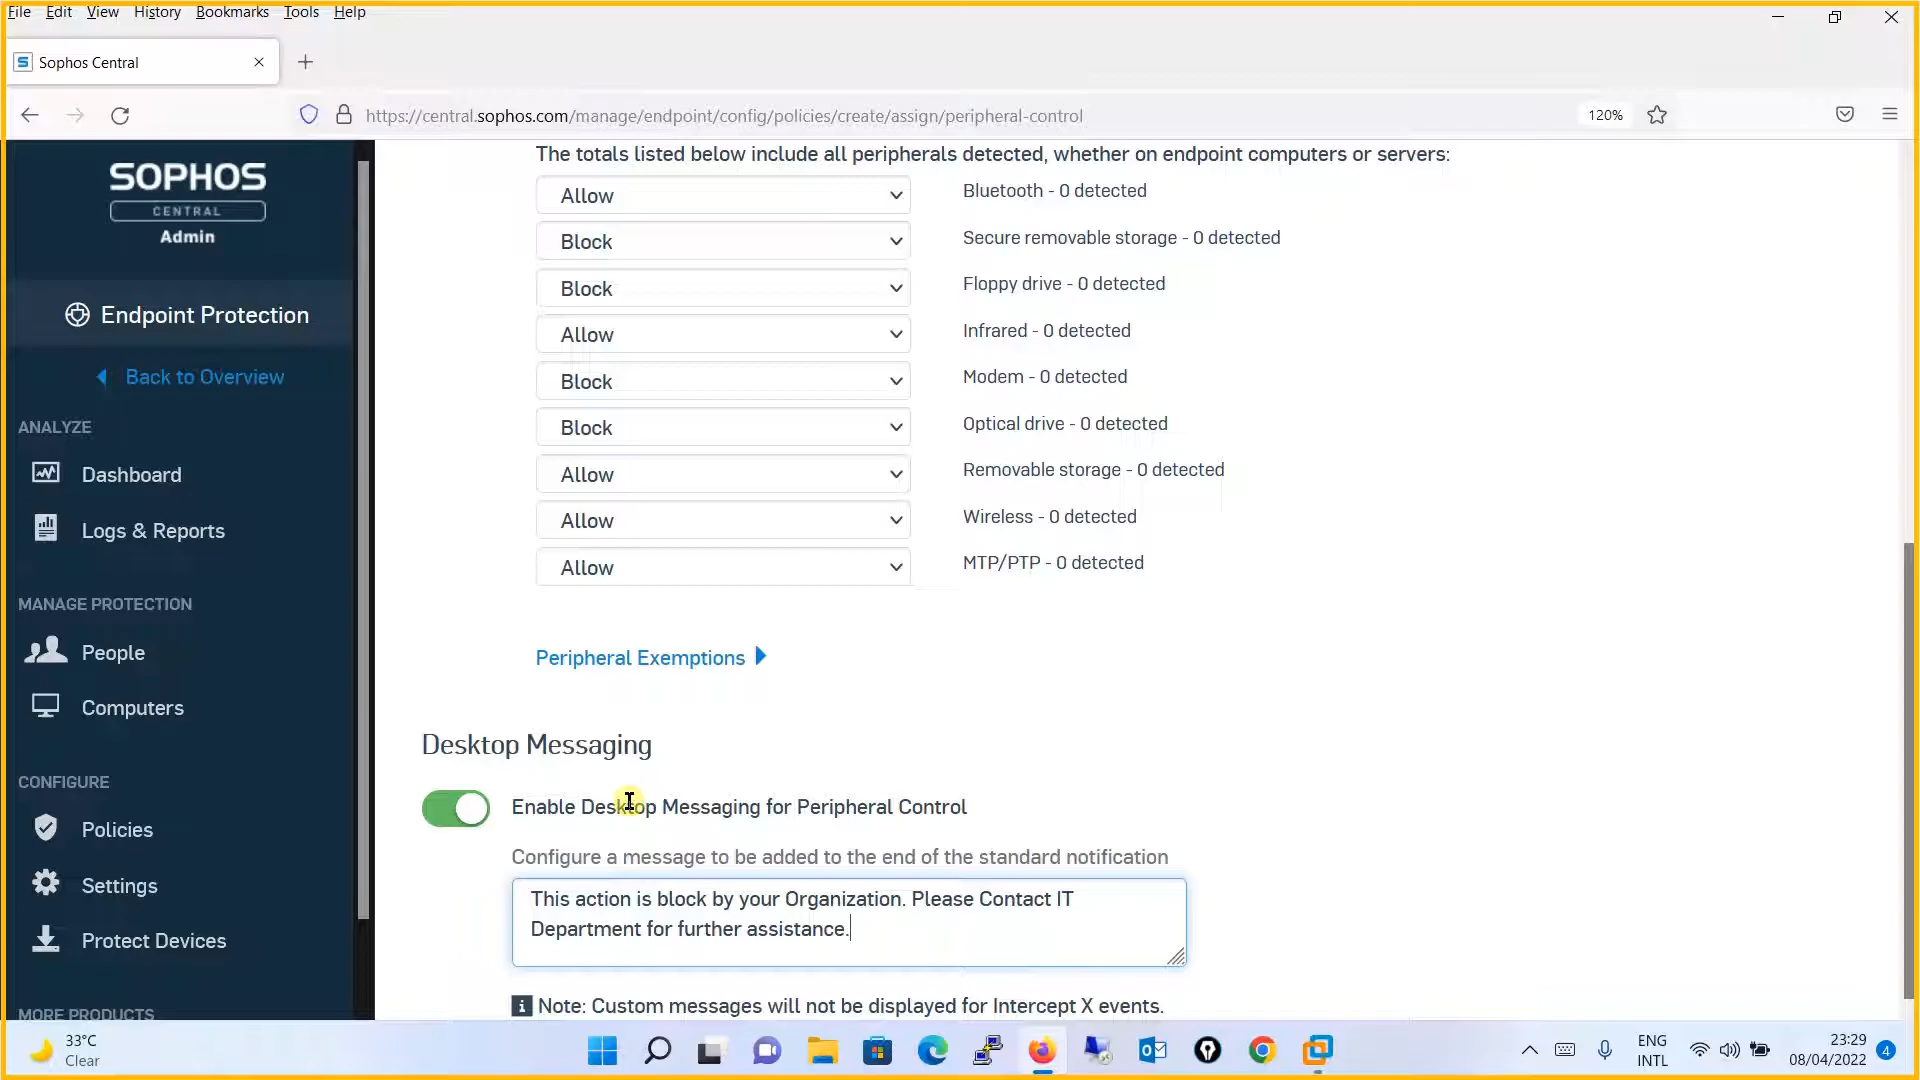 File Edit View History Bookmarks Tools Help
Sophos Central
https://central.sophos.com/manage/endpoint/config/policies/create/assign/peripheral-control
120%
SOPHOS
CENTRAL
Admin
Endpoint Protection
Back to Overview
ANALYZE
Dashboard
Logs & Reports
MANAGE PROTECTION
People
Computers
CONFIGURE
Policies
Settings
Protect Devices
MORE PRODUCTS
The totals listed below include all peripherals detected, whether on endpoint computers or servers:
Allow Bluetooth - 0 detected
Block Secure removable storage - 0 detected
Block Floppy drive - 0 detected
Allow Infrared - 0 detected
Block Modem - 0 detected
Block Optical drive - 0 detected
Allow Removable storage - 0 detected
Allow Wireless - 0 detected
Allow MTP/PTP - 0 detected
Peripheral Exemptions
Desktop Messaging
Enable Desktop Messaging for Peripheral Control
Configure a message to be added to the end of the standard notification
This action is block by your Organization. Please Contact IT
Department for further assistance.
Note: Custom messages will not be displayed for Intercept X events.
33°C
Clear
ENG
INTL
23:29
08/04/2022
4